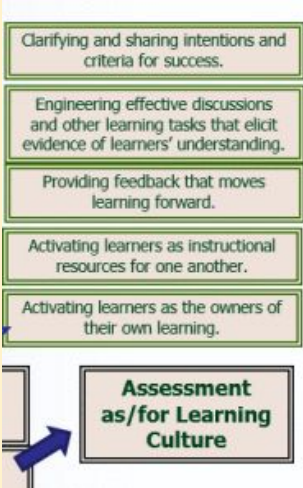 Clarifying and sharing intentions and
criteria for success.
Engineering effective discussions
and other learning tasks that elicit
evidence of learners' understanding.
Providing feedback that moves
learning forward.
Activating learners as instructional
resources for one another.
Activating learners as the owners of
their own learning.
Assessment
as/for Learning
Culture